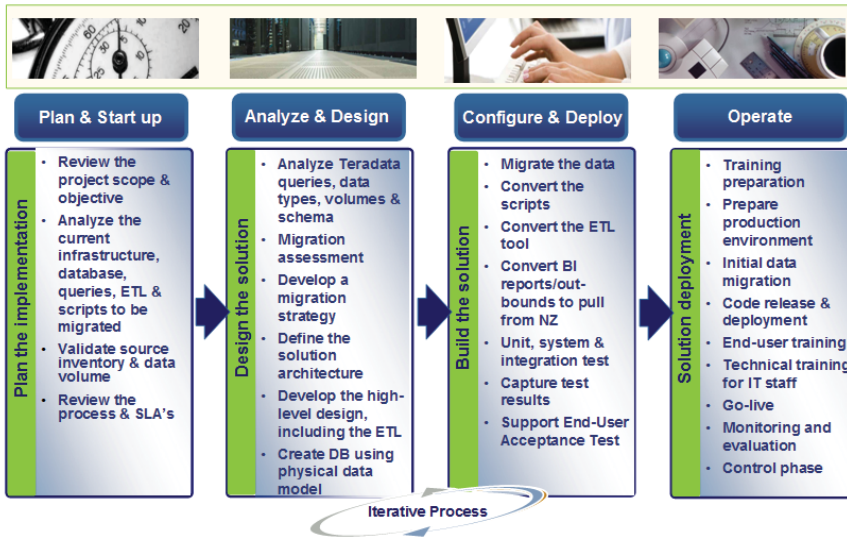 Plan & Start up
Plan the implementation
• Review the
project scope &
objective
• Analyze the
current
infrastructure,
database,
queries, ETL &
scripts to be
migrated
• Validate source
inventory & data
volume
• Review the
process & SLA's
Analyze & Design
Design the solution
• Analyze Teradata
queries, data
types, volumes &
schema
• Migration
assessment
• Develop a
migration
strategy
• Define the
solution
architecture
• Develop the high-
level design,
including the ETL
• Create DB using
physical data
model
Configure & Deploy
Build the solution
• Migrate the data
• Convert the
scripts
• Convert the ETL
tool
• Convert BI
reports/out-
bounds to pull
from NZ
• Unit, system &
integration test
• Capture test
results
• Support End-User
Acceptance Test
Operate
Solution deployment
• Training
preparation
• Prepare
production
environment
• Initial data
migration
• Code release &
deployment
• End-user training
• Technical training
for IT staff
• Go-live
• Monitoring and
evaluation
• Control phase
Iterative Process